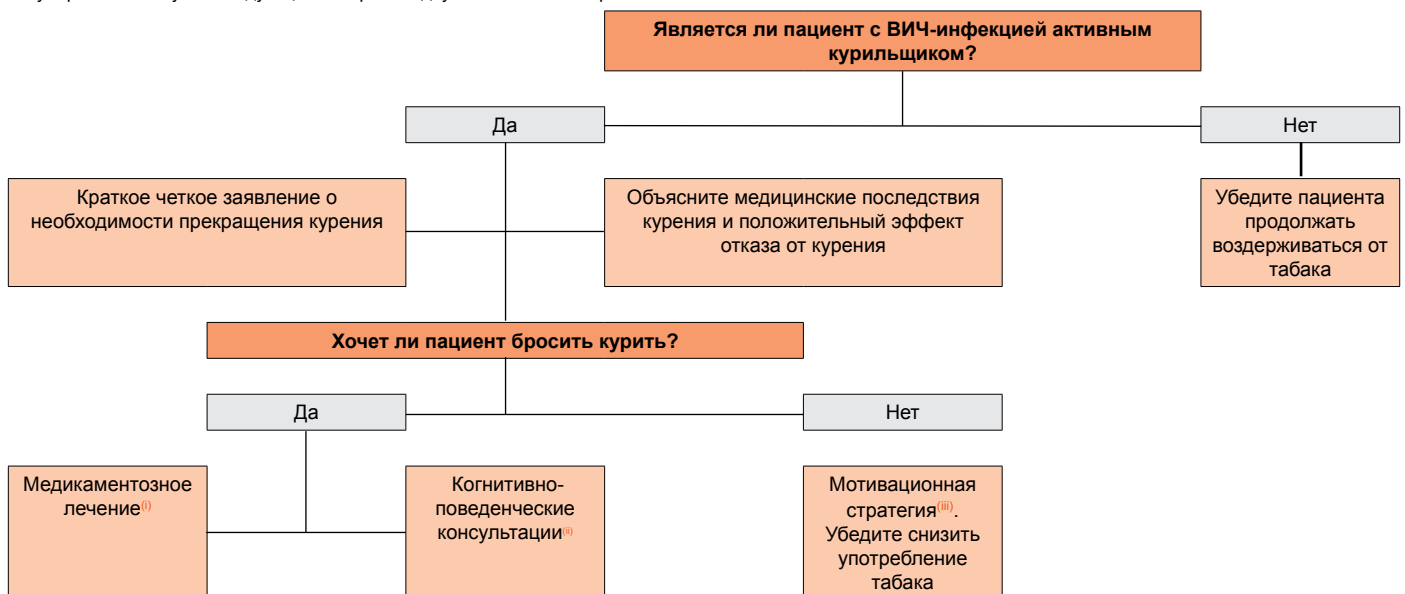 Является ли пациент с ВИЧ-инфекцией активным
курильщиком?
Да
Нет
Краткое четкое заявление о
необходимости прекращения курения
Объясните медицинские последствия
курения и положительный эффект
отказа от курения
Убедите пациента
продолжать
воздерживаться от
табака
Хочет ли пациент бросить курить?
Да
Нет
Медикаментозное
лечение(i)
Когнитивно-
поведенческие
консультации(ii)
Мотивационная
стратегия(iii).
Убедите снизить
употребление
табака